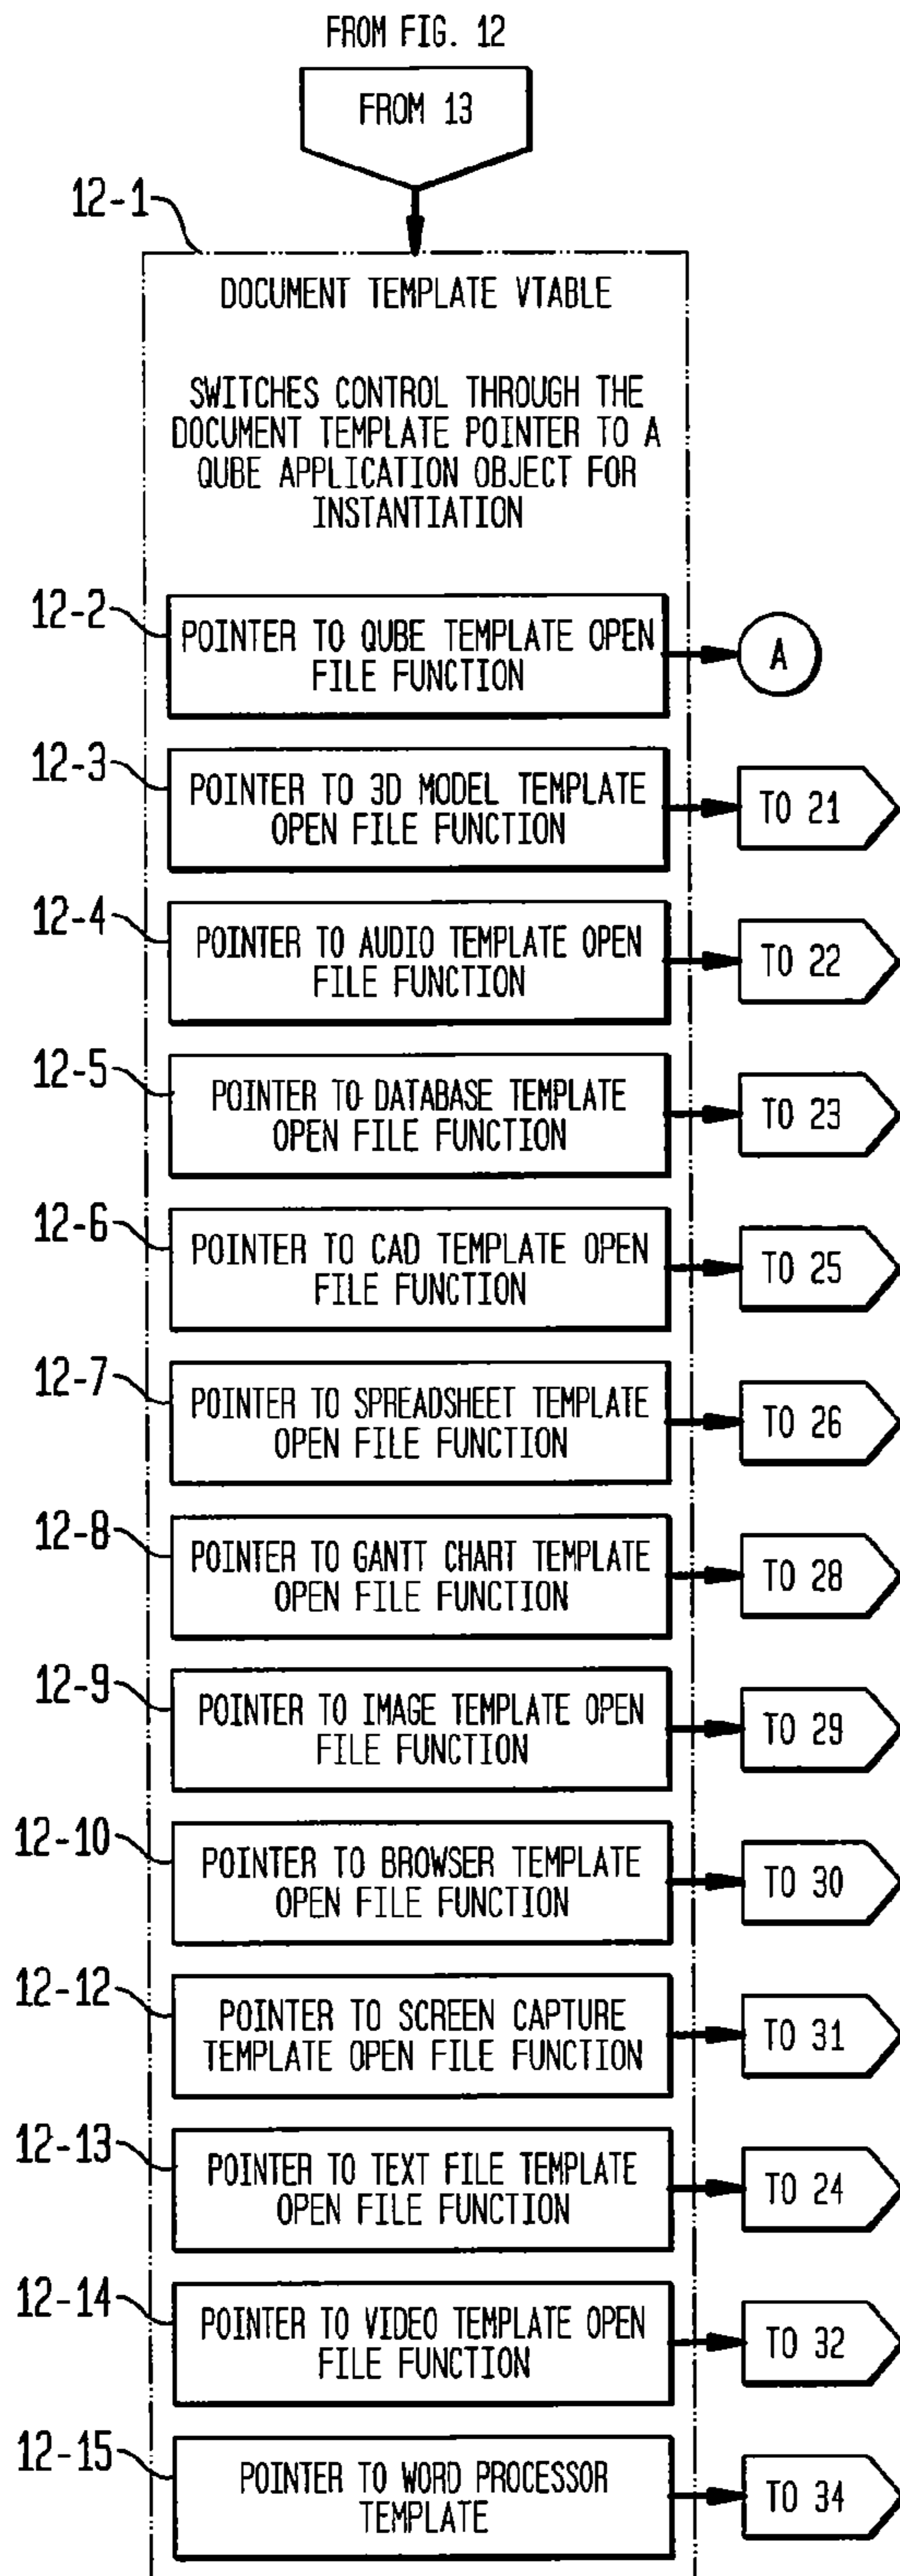 FROM FIG. 12
FROM 13
12-1
DOCUMENT TEMPLATE VTABLE
SWITCHES CONTROL THROUGH THE
DOCUMENT TEMPLATE POINTER TO A
QUBE APPLICATION OBJECT FOR
INSTANTIATION
12-2
POINTER TO QUBE TEMPLATE OPEN
FILE FUNCTION
A
12-3
POINTER TO 3D MODEL TEMPLATE
OPEN FILE FUNCTION
TO 21
12-4
POINTER TO AUDIO TEMPLATE OPEN
FILE FUNCTION
TO 22
12-5
POINTER TO DATABASE TEMPLATE
OPEN FILE FUNCTION
TO 23
12-6
POINTER TO CAD TEMPLATE OPEN
FILE FUNCTION
TO 25
12-7
POINTER TO SPREADSHEET TEMPLATE
OPEN FILE FUNCTION
TO 26
12-8
POINTER TO GANTT CHART TEMPLATE
OPEN FILE FUNCTION
TO 28
12-9
POINTER TO IMAGE TEMPLATE OPEN
FILE FUNCTION
TO 29
12-10
POINTER TO BROWSER TEMPLATE
OPEN FILE FUNCTION
TO 30
12-12
POINTER TO SCREEN CAPTURE
TEMPLATE OPEN FILE FUNCTION
TO 31
12-13
POINTER TO TEXT FILE TEMPLATE
OPEN FILE FUNCTION
TO 24
12-14
POINTER TO VIDEO TEMPLATE OPEN
FILE FUNCTION
TO 32
12-15
POINTER TO WORD PROCESSOR
TEMPLATE
TO 34